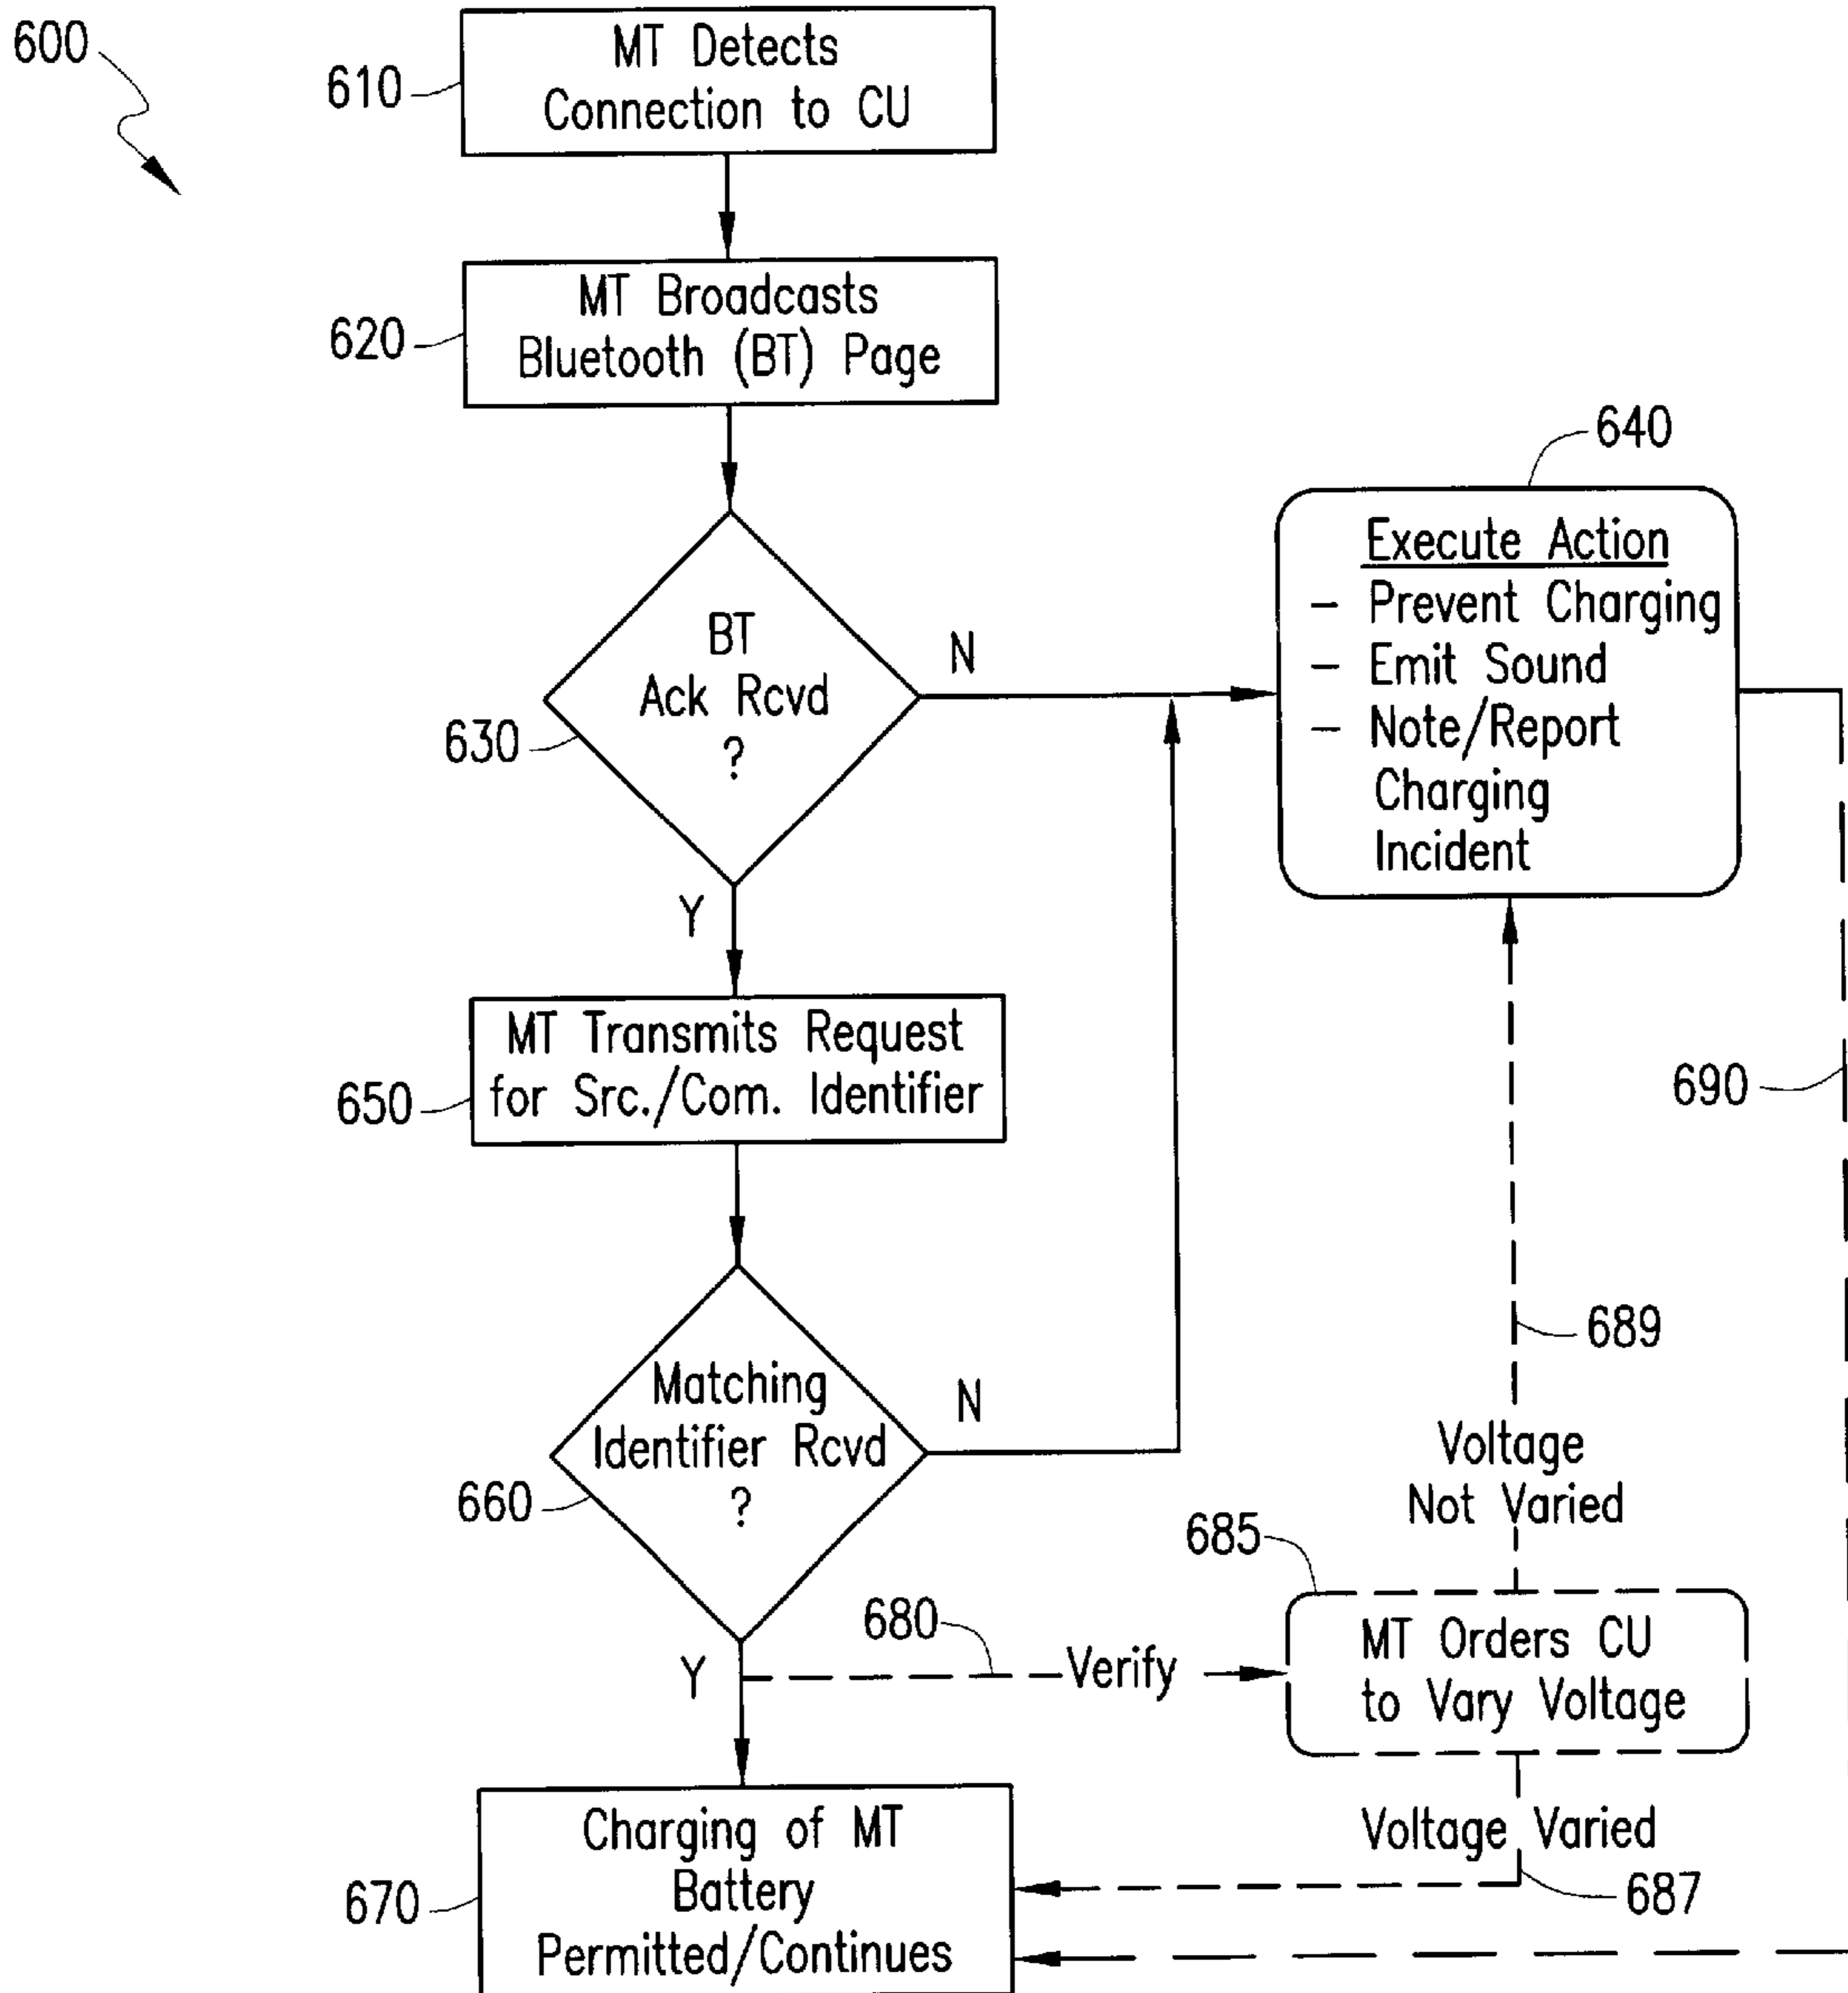 600
610
MT Detects
Connection to CU
620
MT Broadcasts
Bluetooth (BT) Page
630
BT
Ack Rcvd
?
N
Y
640
Execute Action
– Prevent Charging
– Emit Sound
– Note/Report
Charging
Incident
650
MT Transmits Request
for Src./Com. Identifier
690
660
Matching
Identifier Rcvd
?
N
Y
689
Voltage
Not Varied
680
Verify
685
MT Orders CU
to Vary Voltage
Voltage Varied
687
670
Charging of MT
Battery
Permitted/Continues